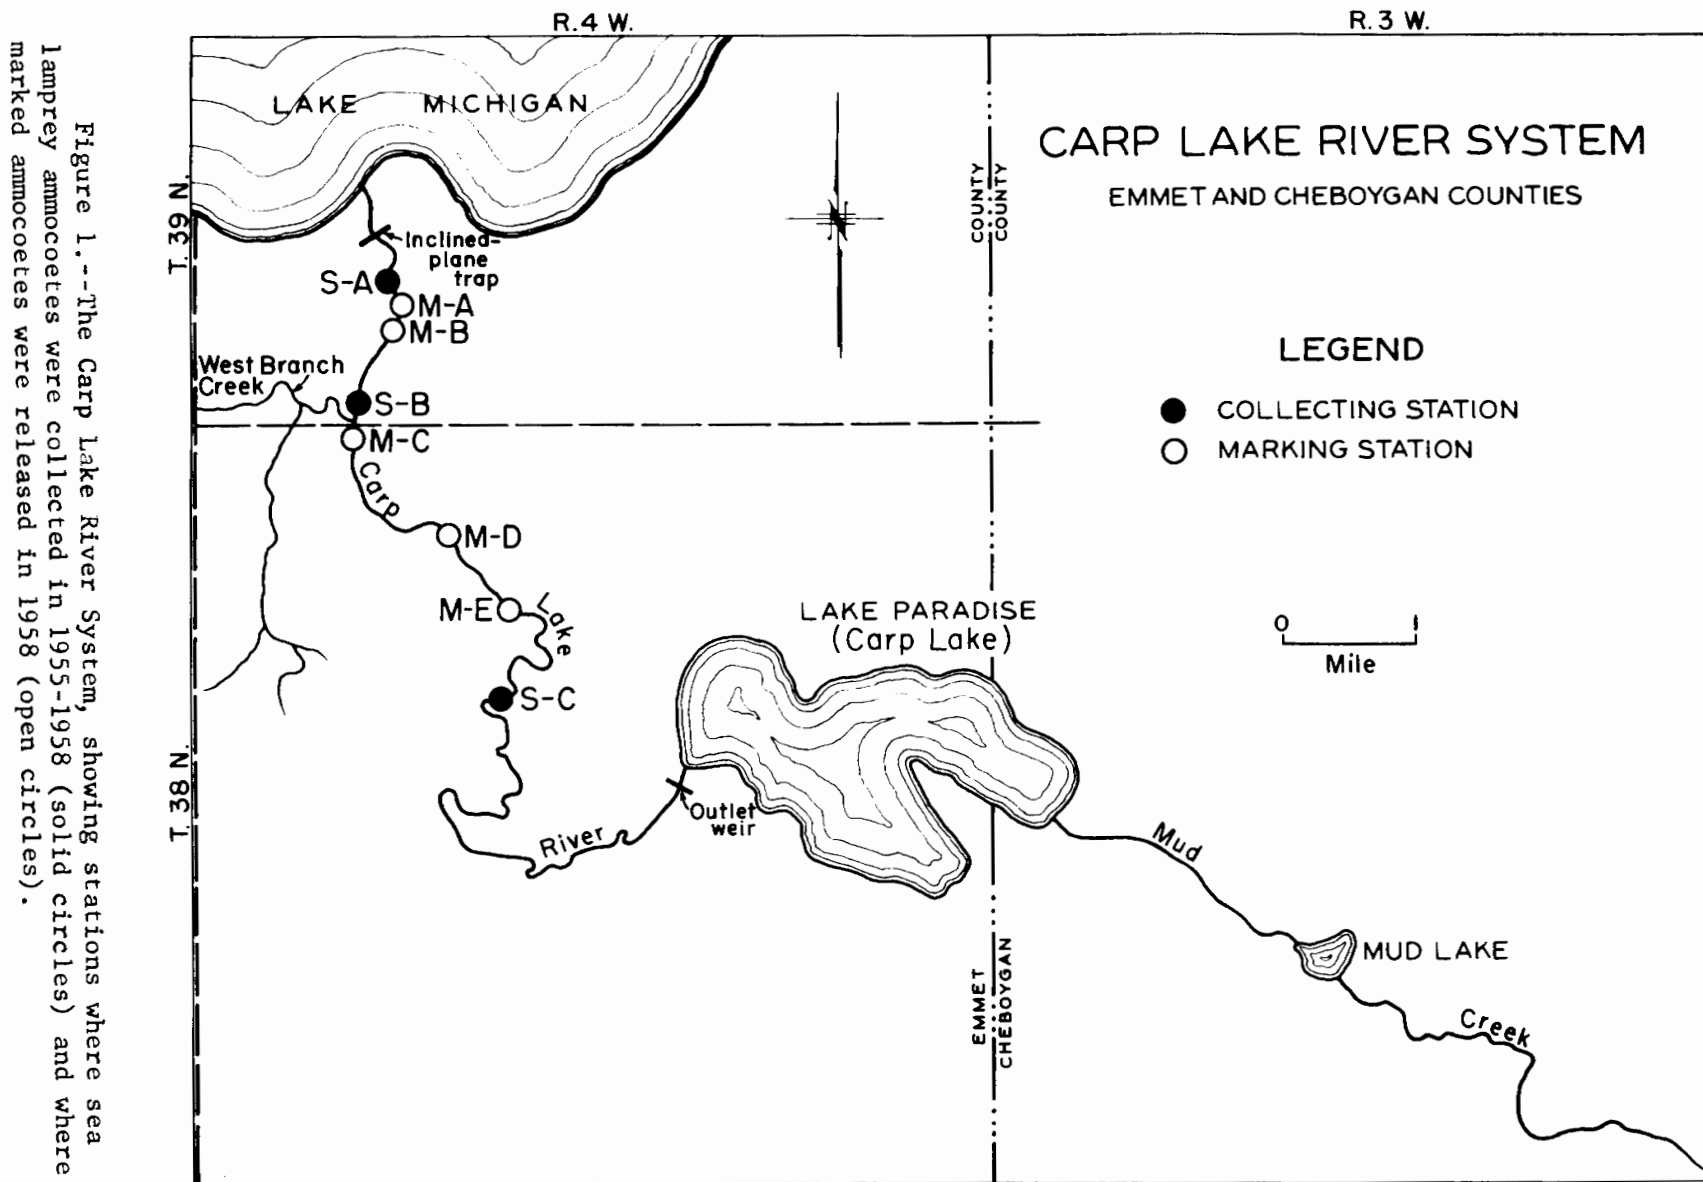 R. 4 W.
R. 3 W.
LAKE MICHIGAN
CARP LAKE RIVER SYSTEM
EMMET AND CHEBOYGAN COUNTIES
COUNTY
COUNTY
T. 39 N.
Inclined-
plane
trap
S-A
M-A
M-B
West Branch
Creek
S-B
M-C
LEGEND
COLLECTING STATION
MARKING STATION
Carp
M-D
M-E
Lake
LAKE PARADISE
(Carp Lake)
0 1
Mile
S-C
T. 38 N.
Outlet
weir
River
Mud
MUD LAKE
EMMET
CHEBOYGAN
Creek
Figure 1.--The Carp Lake River System, showing stations where sea
lamprey ammocoetes were collected in 1955-1958 (solid circles) and where
marked ammocoetes were released in 1958 (open circles).